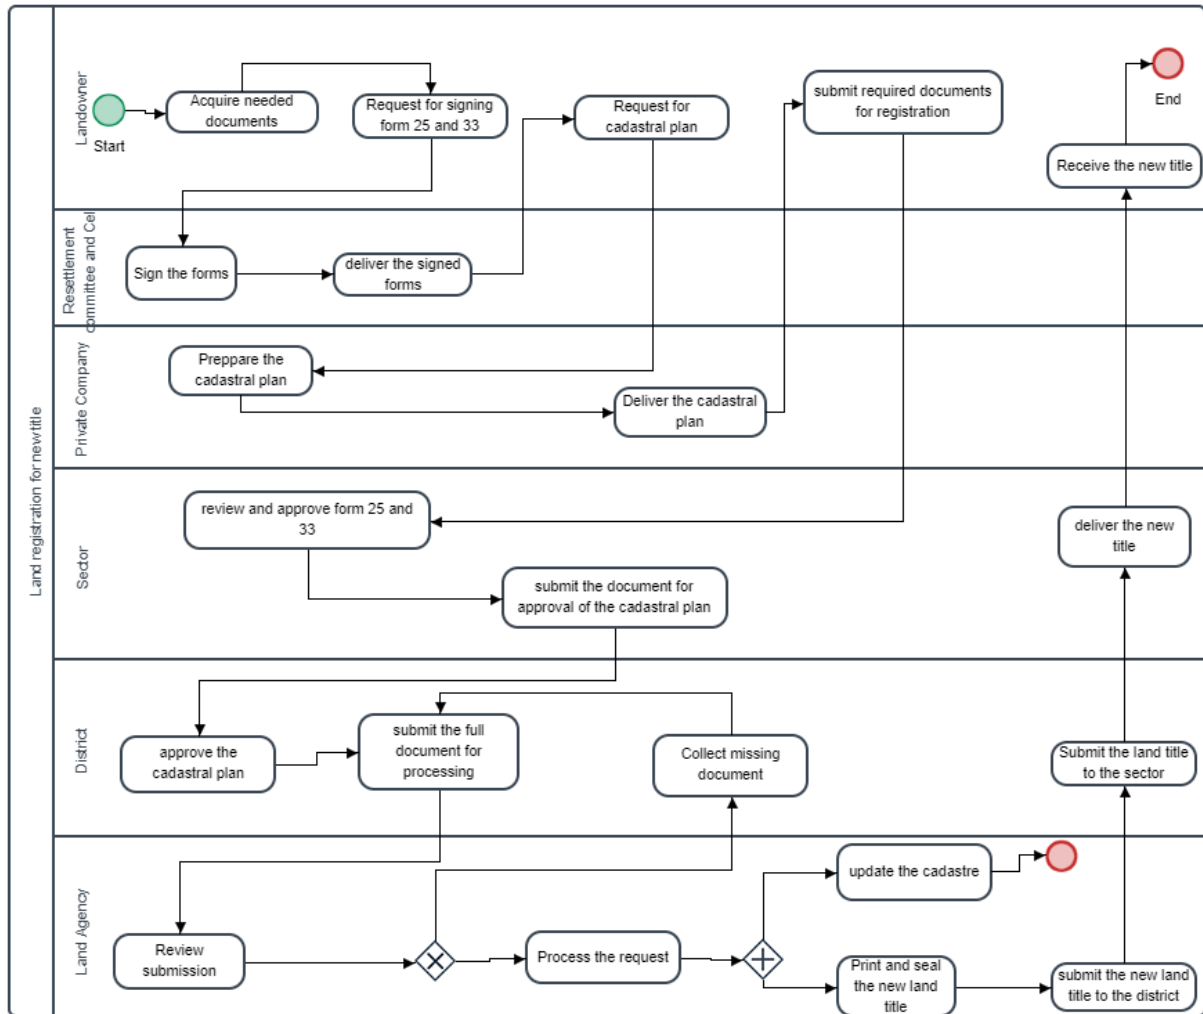 Land registration for newtitle
Landowner
Start
Acquire needed
documents
Request for signing
form 25 and 33
Request for
cadastral plan
submit required documents
for registration
End
Receive the new title
Resettlement
committee and Cel
Sign the forms
deliver the signed
forms
Private Company
Preppare the
cadastral plan
Deliver the cadastral
plan
Sector
review and approve form 25 and
33
submit the document for
approval of the cadastral plan
deliver the new
title
District
approve the
cadastral plan
submit the full
document for
processing
Collect missing
document
Submit the land title
to the sector
Land Agency
Review
submission
Process the request
update the cadastre
Print and seal
the new land
title
submit the new land
title to the district